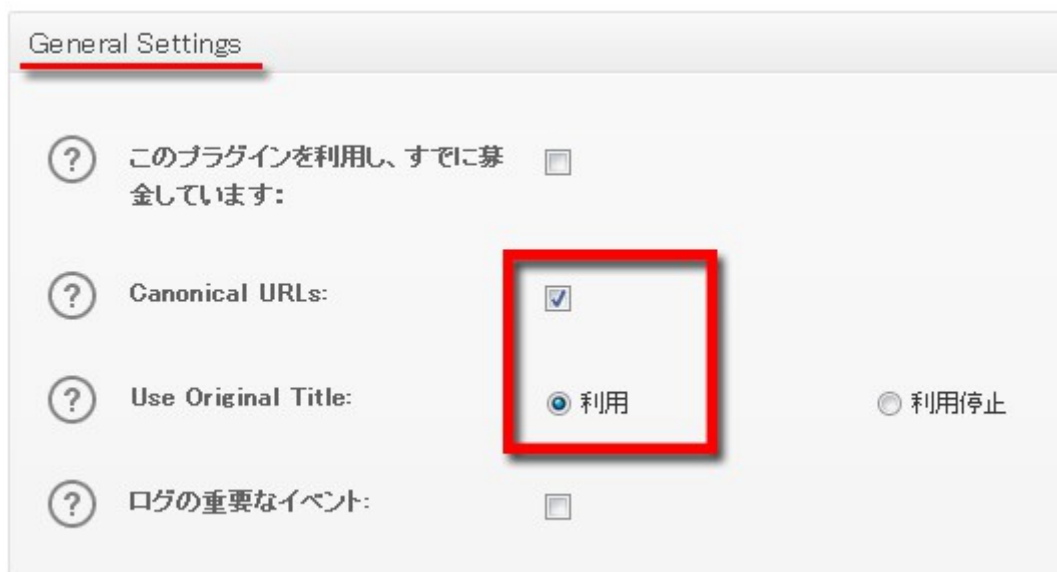 General Settings
このプラグインを利用し、すでに募
金しています:
Canonical URLs:
Use Original Title: 利用 利用停止
ログの重要なイベント: